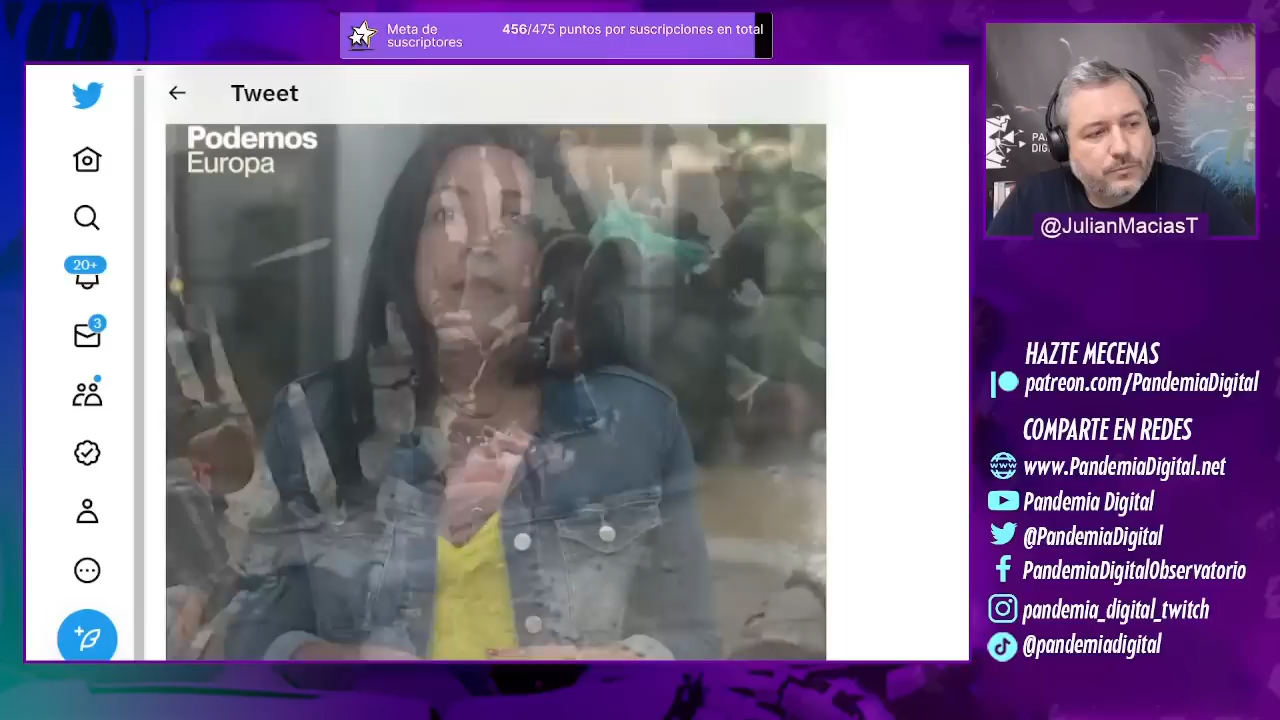 Meta de
suscriptores
456/475 puntos por suscripciones en total
Tweet
Podemos
Europa
20+
3
@JulianMaciasT
HAZTE MECENAS
patreon.com/PandemiaDigital
COMPARTE EN REDES
www.PandemiaDigital.net
Pandemia Digital
@PandemiaDigital
PandemiaDigitalObservatorio
pandemia_digital_twitch
@pandemiadigital